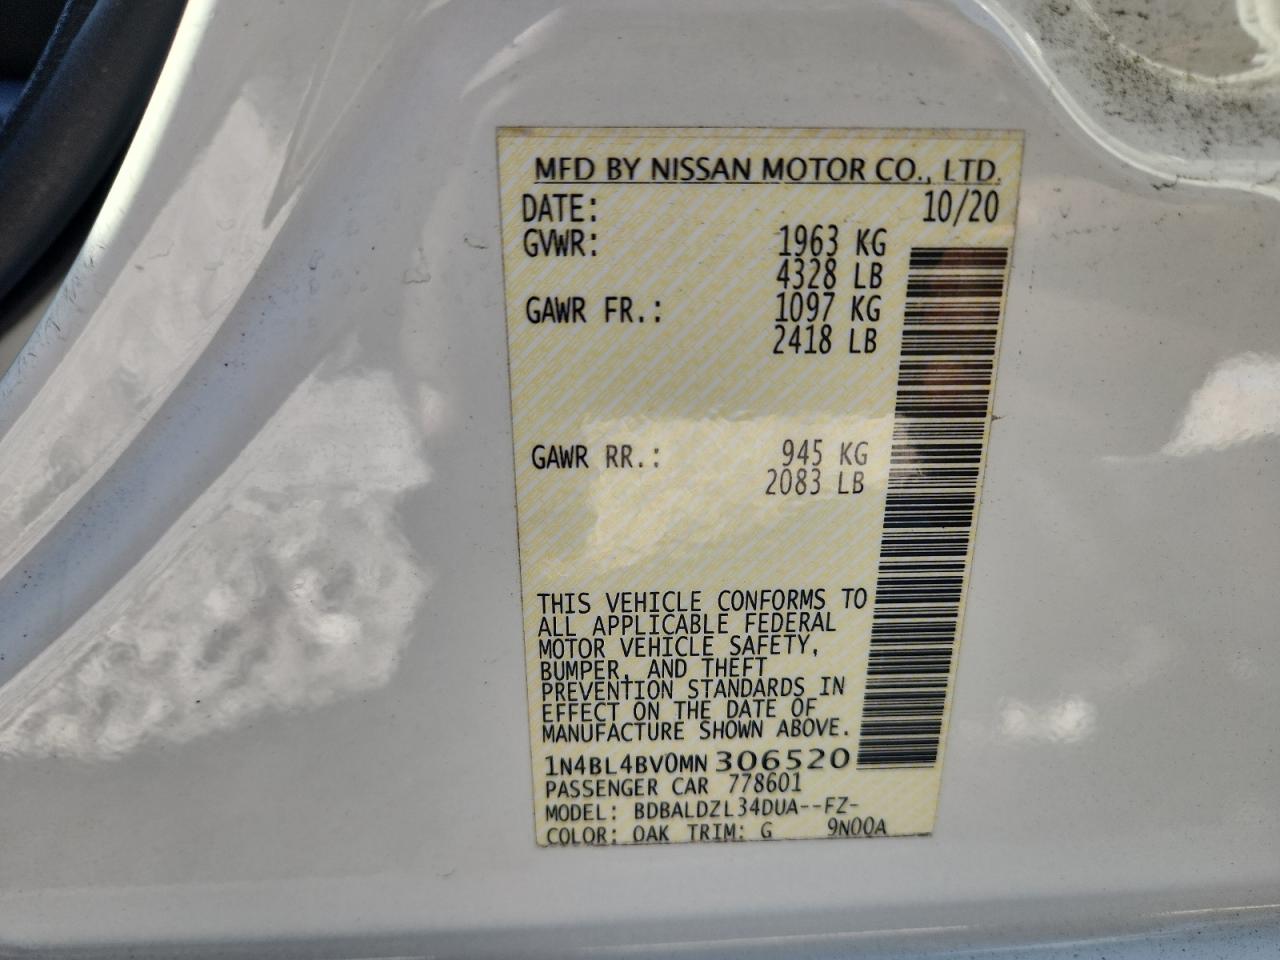 MFD BY NISSAN MOTOR CO., LTD.
DATE: 10/20
GVWR: 1963 KG
4328 LB
GAWR FR.: 1097 KG
2418 LB
GAWR RR.: 945 KG
2083 LB
THIS VEHICLE CONFORMS TO
ALL APPLICABLE FEDERAL
MOTOR VEHICLE SAFETY,
BUMPER, AND THEFT
PREVENTION STANDARDS IN
EFFECT ON THE DATE OF
MANUFACTURE SHOWN ABOVE.
1N4BL4BV0MN306520
PASSENGER CAR 778601
MODEL: BDBALDZL34DUA--FZ-
COLOR: QAK TRIM: G 9N00A